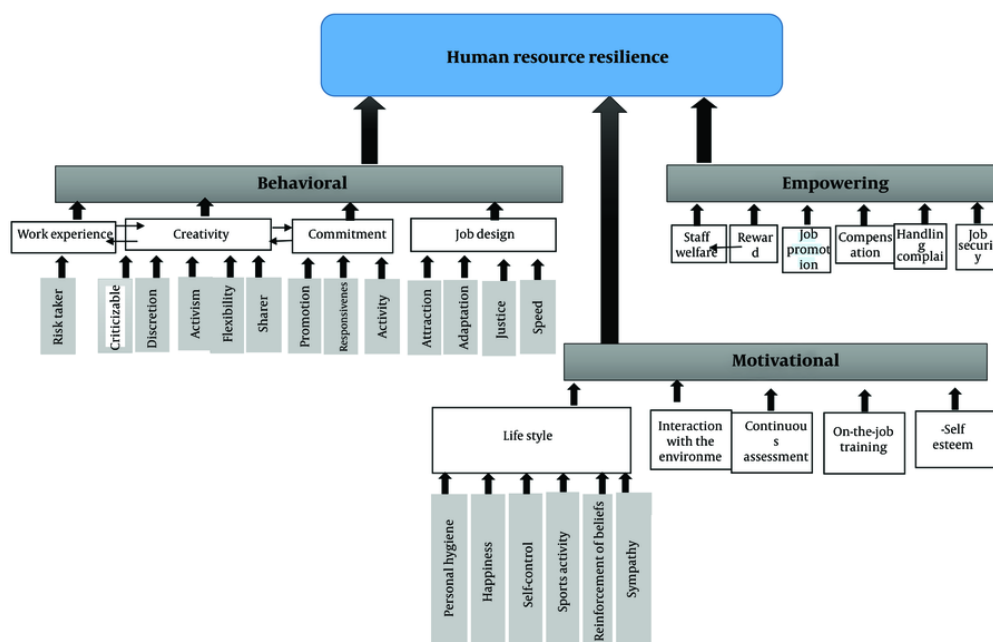 Human resource resilience
Behavioral
Empowering
Work experience
Creativity
Commitment
Job design
Staff
welfare
Rewar
d
Job
promot
ion
Compens
ation
Handlin
g
complai
Job
securit
y
Risk taker
Criticizable
Discretion
Activism
Flexibility
Sharer
Promotion
Responsivenes
Activity
Attraction
Adaptation
Justice
Speed
Motivational
Life style
Interaction
with the
environme
Continuou
s
assessment
On-the-job
training
-Self
esteem
Personal hygiene
Happiness
Self-control
Sports activity
Reinforcement of beliefs
Sympathy